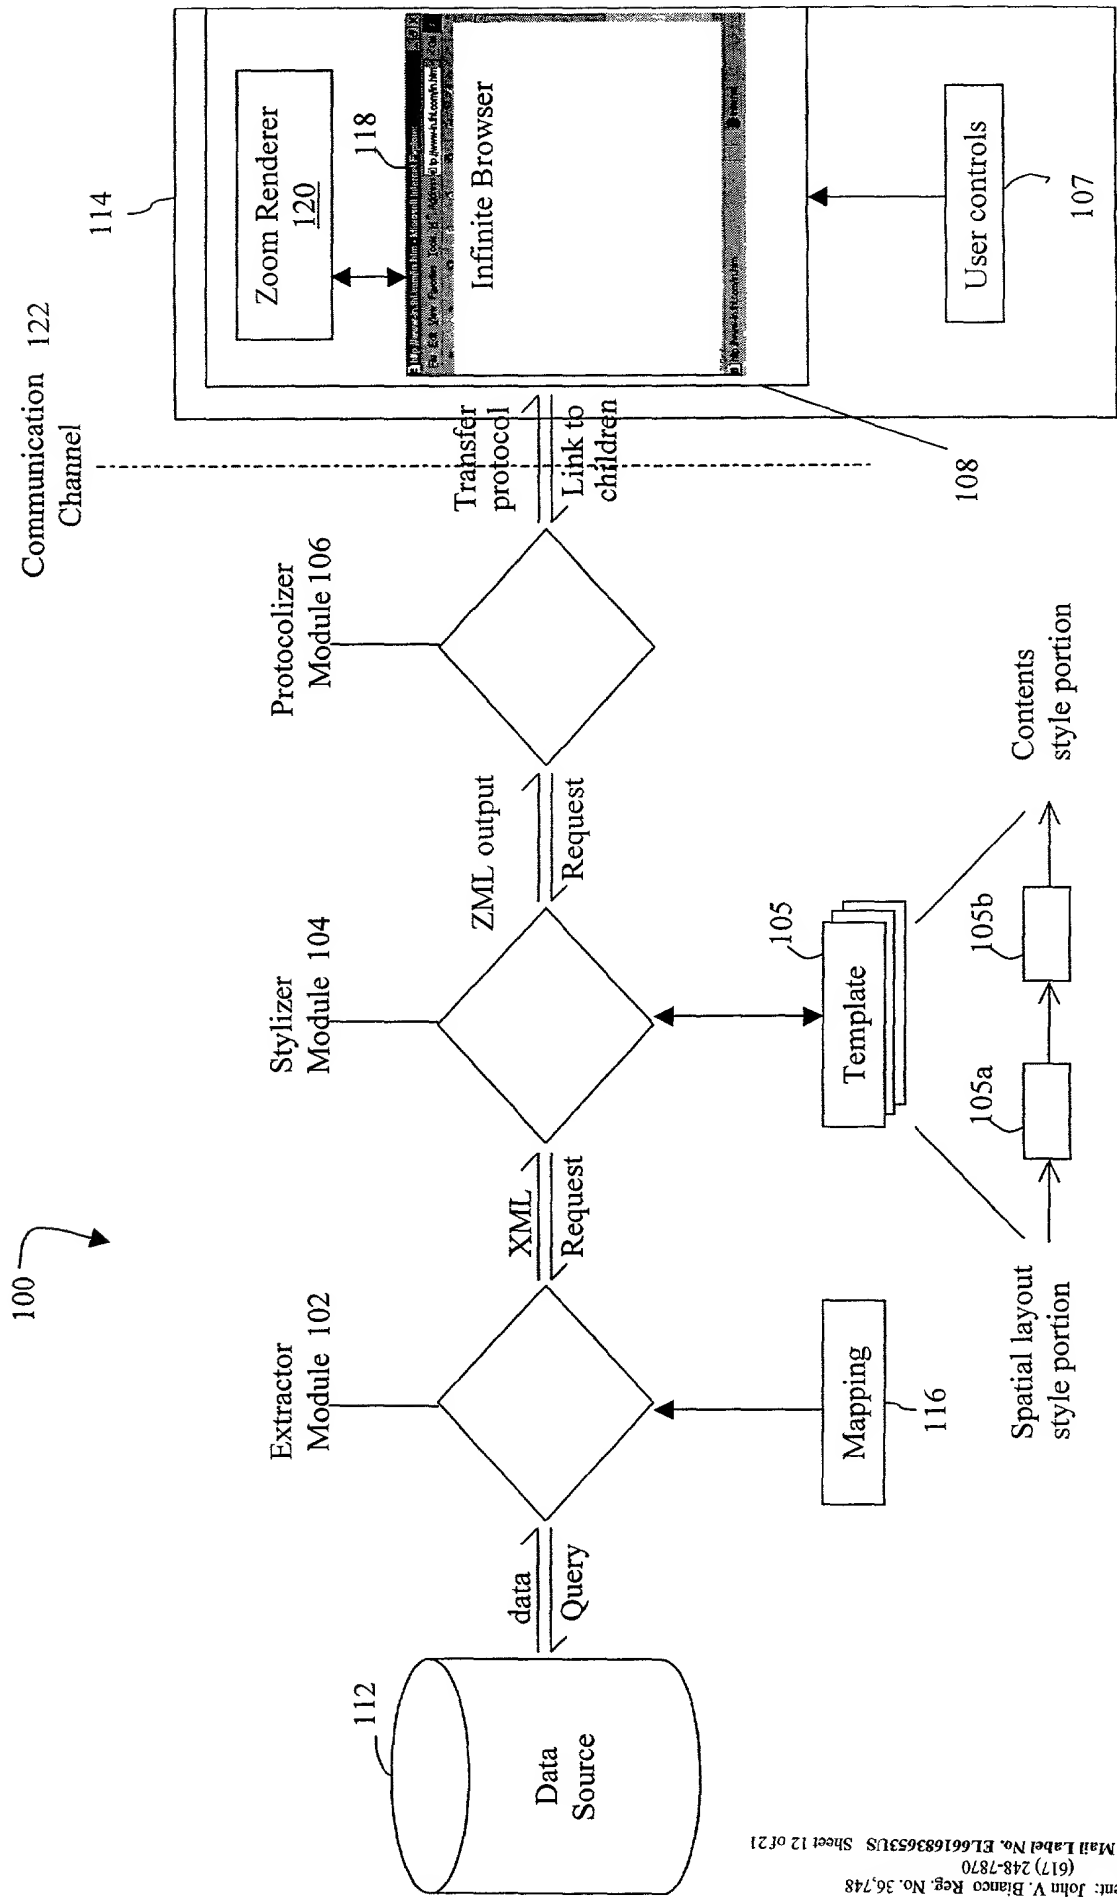 100
Data
Source
112
data
Query
Extractor
Module 102
Mapping
116
XML
Request
Stylizer
Module 104
Template
105
Spatial layout
style portion
105a
105b
Contents
style portion
ZML output
Request
Protocolizer
Module 106
Communication 122
Channel
Transfer
protocol
Link to
children
114
Zoom Renderer
120
118
Infinite Browser
108
User controls
107
ent: John V. Bianco Reg. No. 36,748
(617) 248-7870
Mail Label No. EL661683653US Sheet 12 of 21